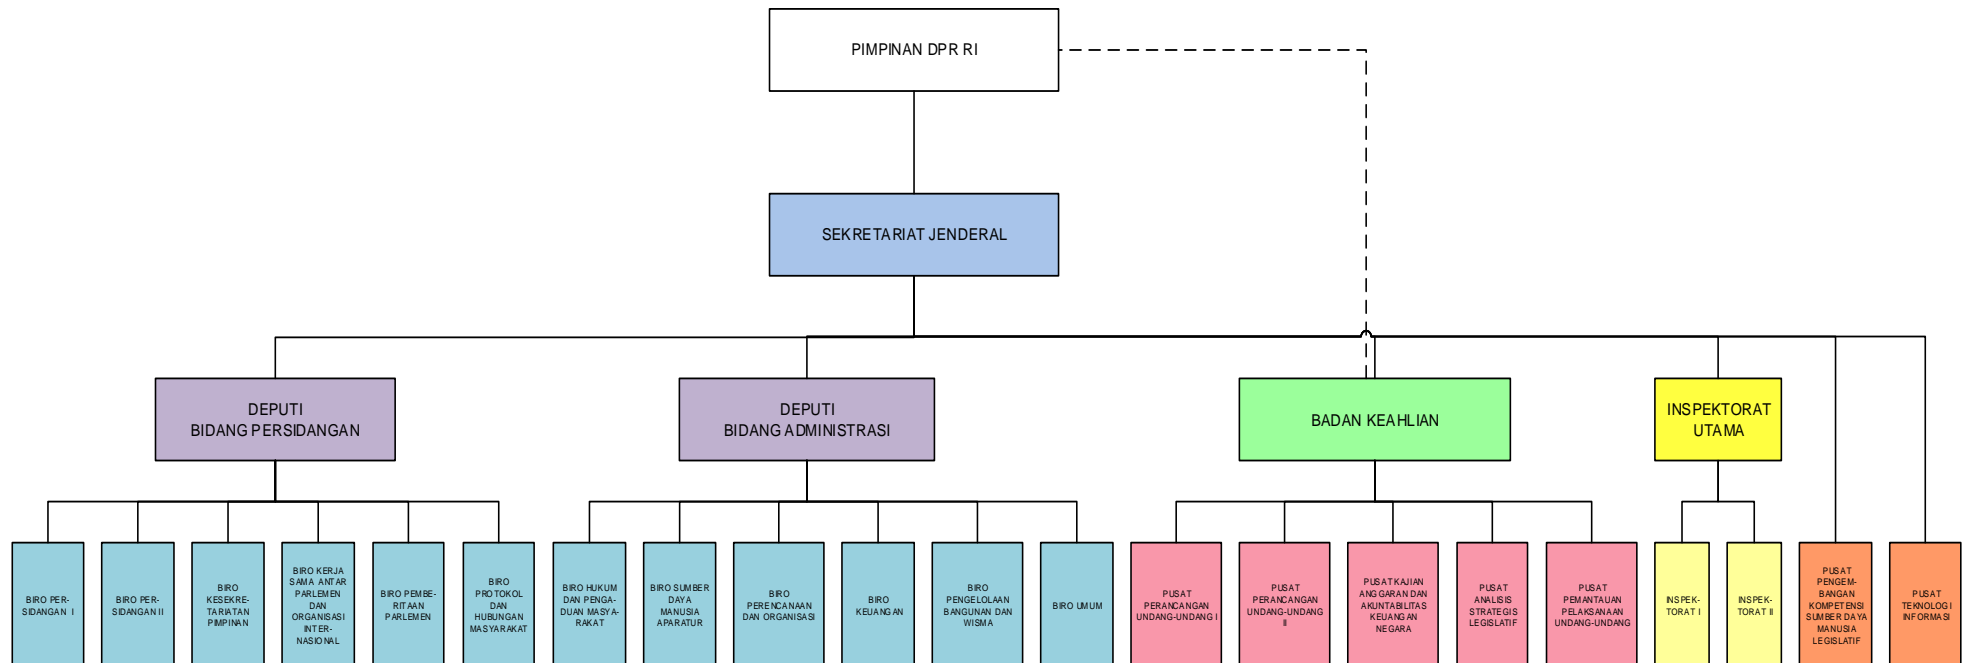 PIMPINAN DPR RI
SEKRETARIAT JENDERAL
DEPUTI
BIDANG PERSIDANGAN
DEPUTI
BIDANG ADMINISTRASI
BADAN KEAHLIAN
INSPEKTORAT
UTAMA
BIRO PER-
SIDANGAN I
BIRO PER-
SIDANGAN II
BIRO
KESEKRE-
TARIATAN
PIMPINAN
BIRO KERJA
SAMA ANTAR
PARLEMEN
DAN
ORGANISASI
INTER-
NASIONAL
BIRO PEMBE-
RITAAN
PARLEMEN
BIRO
PROTOKOL
DAN
HUBUNGAN
MASYARAKAT
BIRO HUKUM
DAN PENGA-
DUAN MASYA-
RAKAT
BIRO SUMBER
DAYA
MANUSIA
APARATUR
BIRO
PERENCANAAN
DAN ORGANISASI
BIRO
KEUANGAN
BIRO
PENGELOLAAN
BANGUNAN DAN
WISMA
BIRO UMUM
PUSAT
PERANCANGAN
UNDANG-UNDANG I
PUSAT
PERANCANGAN
UNDANG-UNDANG
II
PUSAT KAJIAN
ANGGARAN DAN
AKUNTABILITAS
KEUANGAN
NEGARA
PUSAT
ANALISIS
STRATEGIS
LEGISLATIF
PUSAT
PEMANTAUAN
PELAKSANAAN
UNDANG-UNDANG
INSPEK-
TORAT I
INSPEK-
TORAT II
PUSAT
PENGEM-
BANGAN
KOMPETENSI
SUMBER DAYA
MANUSIA
LEGISLATIF
PUSAT
TEKNOLOGI
INFORMASI